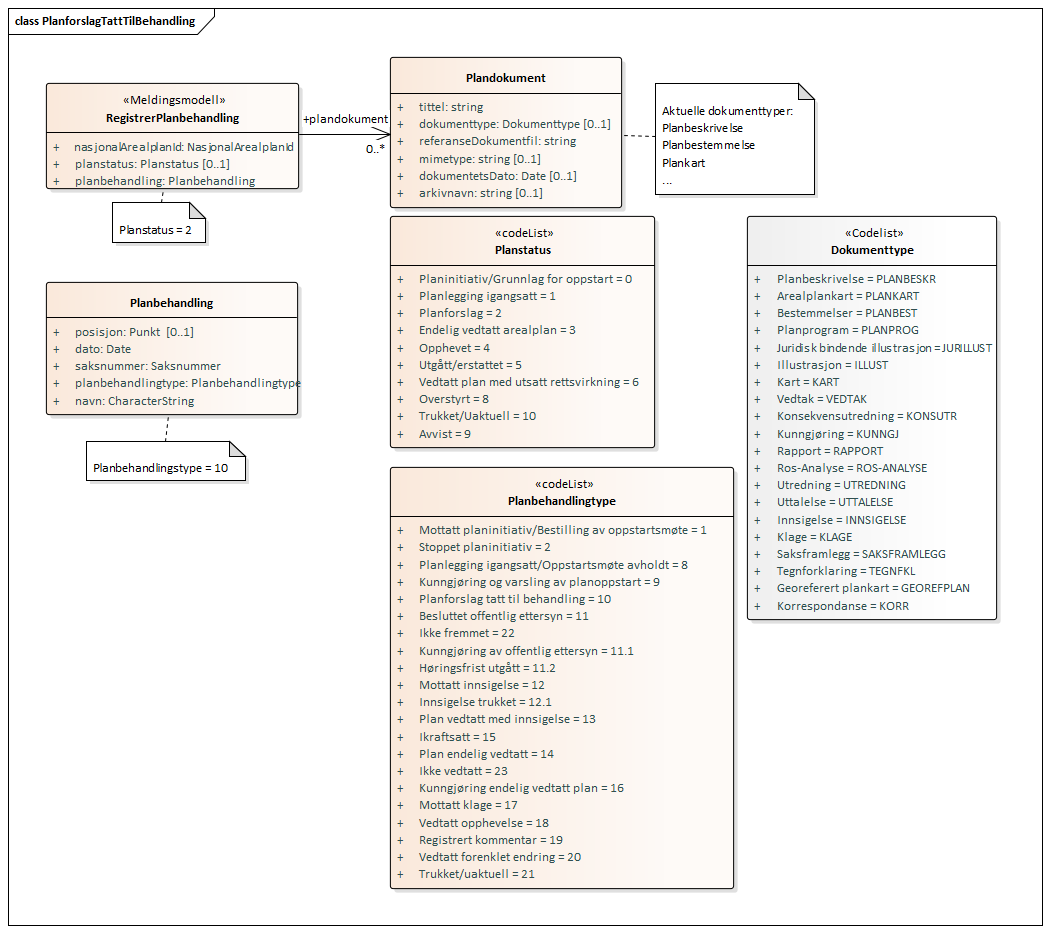 class PlanforslagTattTilBehandling
«Meldingsmodell»
RegistrerPlanbehandling
+ nasjonalArealplanId: NasjonalArealplanId
+ planstatus: Planstatus [0..1]
+ planbehandling: Planbehandling
Planstatus = 2
+plandokument
0..*
Plandokument
+ tittel: string
+ dokumenttype: Dokumenttype [0..1]
+ referanseDokumentfil: string
+ mimetype: string [0..1]
+ dokumentetsDato: Date [0..1]
+ arkivnavn: string [0..1]
Aktuelle dokumenttyper:
Planbeskrivelse
Planbestemmelse
Plankart
...
Planbehandling
+ posisjon: Punkt [0..1]
+ dato: Date
+ saksnummer: Saksnummer
+ planbehandlingtype: Planbehandlingtype
+ navn: CharacterString
Planbehandlingstype = 10
«codeList»
Planstatus
+ Planinitiativ/Grunnlag for oppstart = 0
+ Planlegging igangsatt = 1
+ Planforslag = 2
+ Endelig vedtatt arealplan = 3
+ Opphevet = 4
+ Utgått/erstattet = 5
+ Vedtatt plan med utsatt rettsvirkning = 6
+ Overstyrt = 8
+ Trukket/Uaktuell = 10
+ Avvist = 9
«Codelist»
Dokumenttype
+ Planbeskrivelse = PLANBESKR
+ Arealplankart = PLANKART
+ Bestemmelser = PLANBEST
+ Planprogram = PLANPROG
+ Juridisk bindende illustrasjon = JURILLUST
+ Illustrasjon = ILLUST
+ Kart = KART
+ Vedtak = VEDTAK
+ Konsekvensutredning = KONSUTR
+ Kunngjøring = KUNNGJ
+ Rapport = RAPPORT
+ Ros-Analyse = ROS-ANALYSE
+ Utredning = UTREDNING
+ Uttalelse = UTTALELSE
+ Innsigelse = INNSIGELSE
+ Klage = KLAGE
+ Saksframlegg = SAKSFRAMLEGG
+ Tegnforklaring = TEGNFKL
+ Georeferert plankart = GEOREFPLAN
+ Korrespondanse = KORR
«codeList»
Planbehandlingtype
+ Mottatt planinitiativ/Bestilling av oppstartsmøte = 1
+ Stoppet planinitiativ = 2
+ Planlegging igangsatt/Oppstartsmøte avholdt = 8
+ Kunngjøring og varsling av planoppstart = 9
+ Planforslag tatt til behandling = 10
+ Besluttet offentlig ettersyn = 11
+ Ikke fremmet = 22
+ Kunngjøring av offentlig ettersyn = 11.1
+ Høringsfrist utgått = 11.2
+ Mottatt innsigelse = 12
+ Innsigelse trukket = 12.1
+ Plan vedtatt med innsigelse = 13
+ Ikraftsatt = 15
+ Plan endelig vedtatt = 14
+ Ikke vedtatt = 23
+ Kunngjøring endelig vedtatt plan = 16
+ Mottatt klage = 17
+ Vedtatt opphevelse = 18
+ Registrert kommentar = 19
+ Vedtatt forenklet endring = 20
+ Trukket/uaktuell = 21